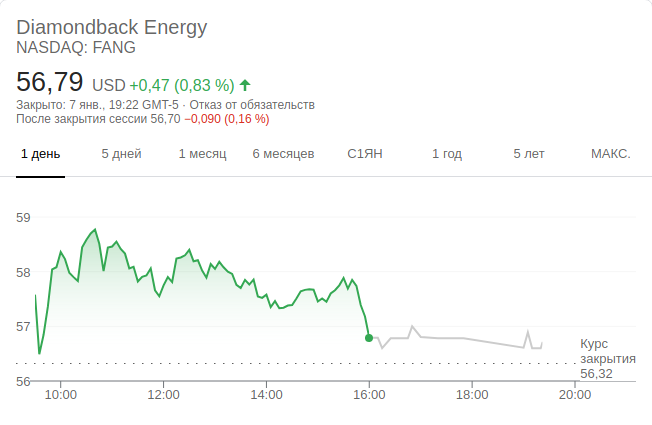 Diamondback Energy
NASDAQ: FANG
56,79 USD +0,47 (0,83 %)
Закрыто: 7 янв., 19:22 GMT-5 · Отказ от обязательств
После закрытия сессии 56,70 −0,090 (0,16 %)
1 день 5 дней 1 месяц 6 месяцев С1ЯН 1 год 5 лет МАКС.
59
58
57
Курс
закрытия
56,32
56
10:00 12:00 14:00 16:00 18:00 20:00